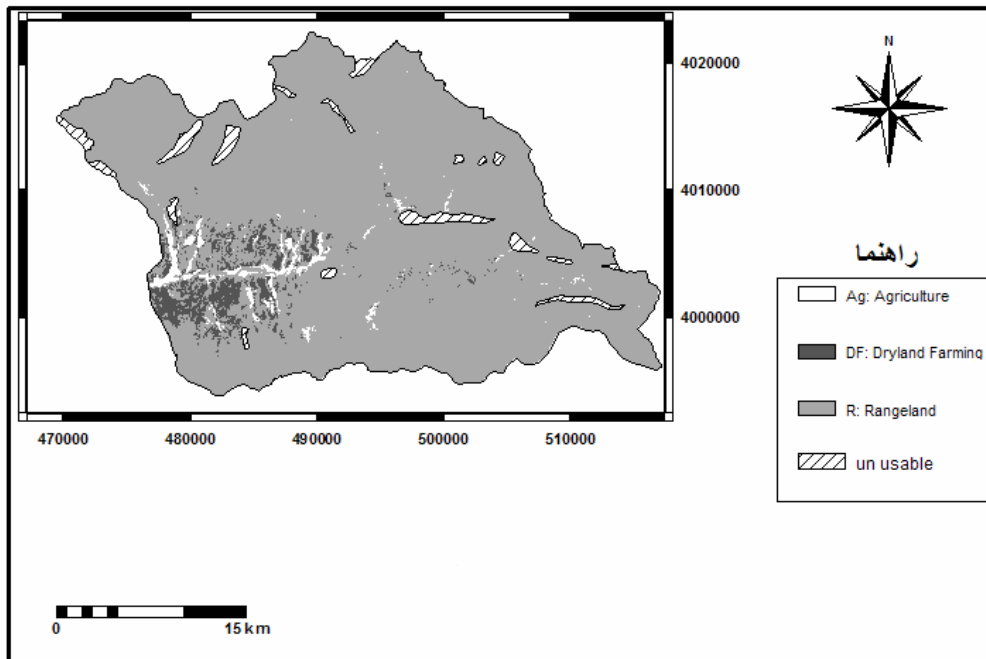 N
4020000
4010000
4000000
470000
480000
490000
500000
510000
راهنما
Ag: Agriculture
DF: Dryland Farming
R: Rangeland
un usable
0
15 km